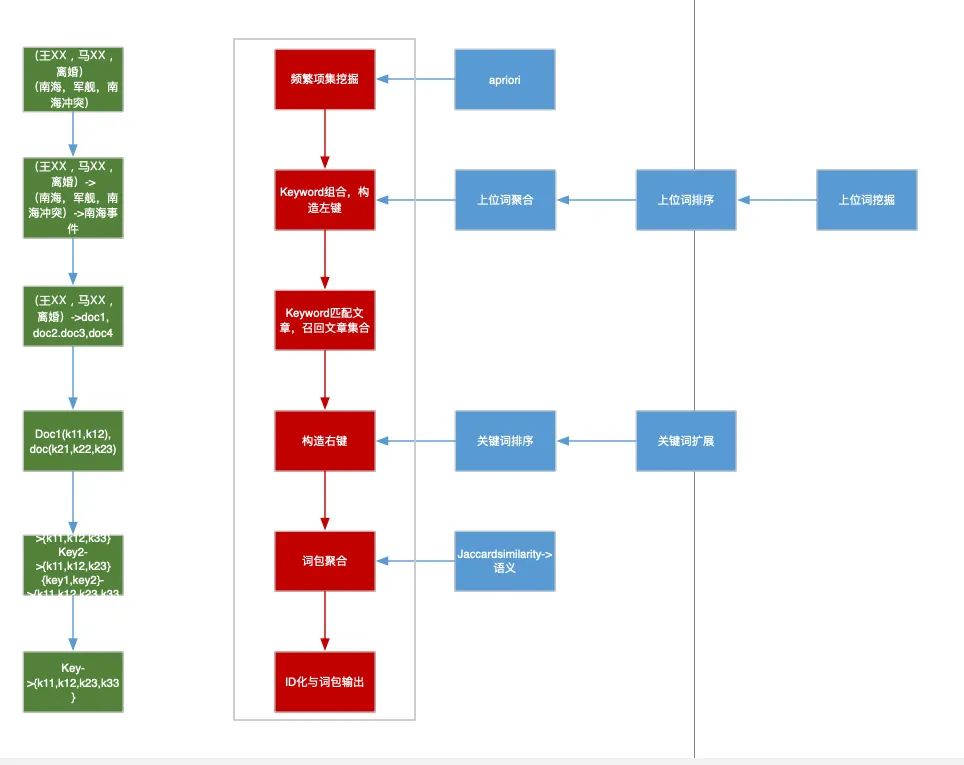 (王XX，马XX，
离婚)
(南海，军舰，南
海冲突)
频繁项集挖掘
apriori
(王XX，马XX，
离婚) ->
(南海，军舰，南
海冲突) ->南海事
件
Keyword组合，构
造左键
上位词聚合
上位词排序
上位词挖掘
(王XX，马XX，
离婚) ->doc1,
doc2.doc3,doc4
Keyword匹配文
章，召回文章集合
Doc1(k11,k12),
doc(k21,k22,k23)
构造右键
关键词排序
关键词扩展
>{k11,k12,k33}
Key2-
>{k11,k12,k23}
{key1,key2}-
>{k11,k12,k23,k33
词包聚合
Jaccardsimilarity->
语义
Key-
>{k11,k12,k23,k33
}
ID化与词包输出